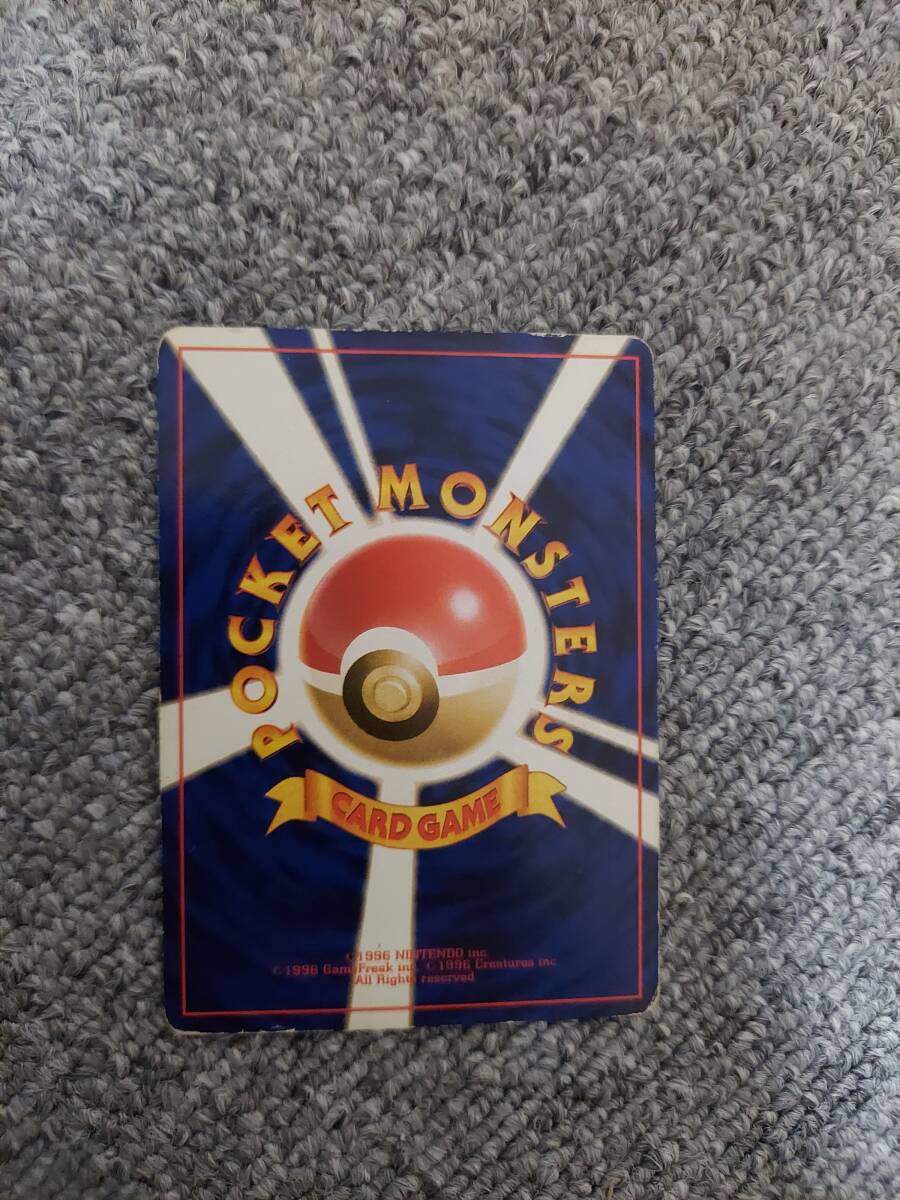 POCKET MONSTERS
CARD GAME
©1996 NINTENDO inc
©1996 GameFreak inc. ©1996 Creatures inc
All Rights reserved